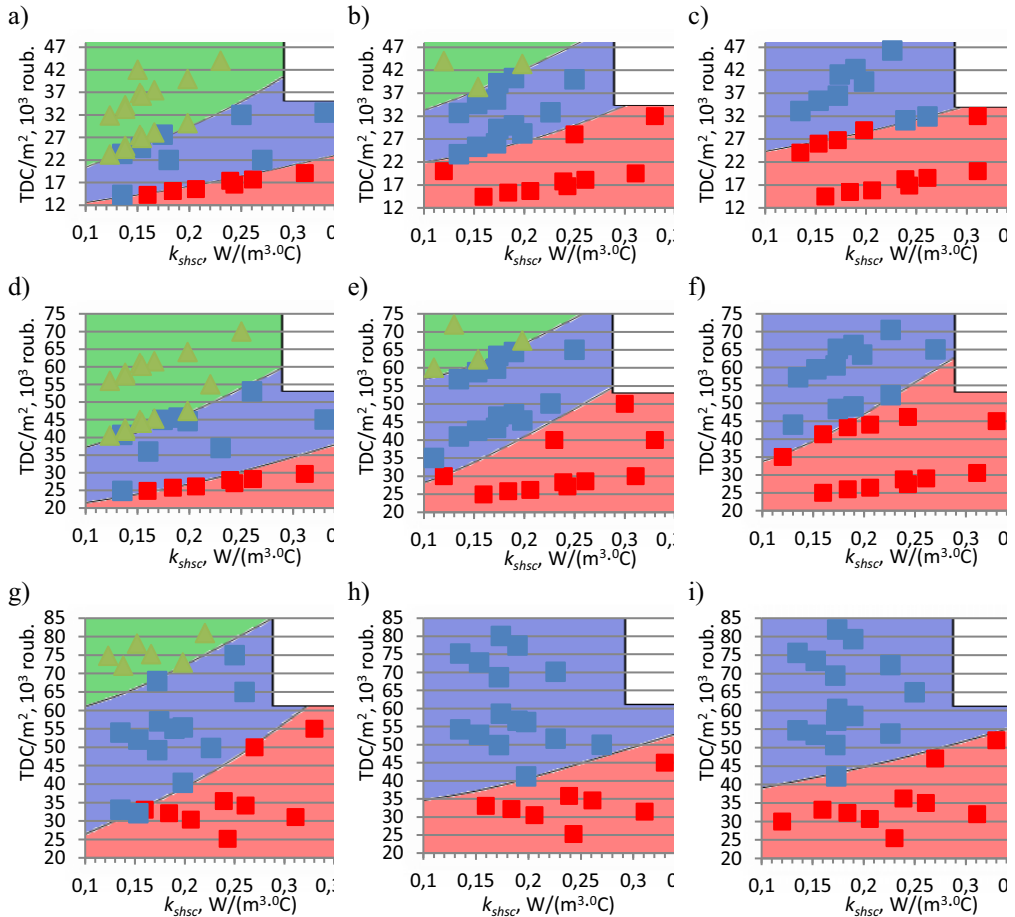 a)
b)
c)
TDC/m², 10³ roub.
47
42
37
32
27
22
17
12
0,1 0,15 0,2 0,25 0,3 0
k_shsc, W/(m³·⁰C)
TDC/m², 10³ roub.
47
42
37
32
27
22
17
12
0,1 0,15 0,2 0,25 0,3
k_shsc, W/(m³·⁰C)
TDC/m², 10³ roub.
47
42
37
32
27
22
17
12
0,1 0,15 0,2 0,25 0,3 0
k_shsc, W/(m³·⁰C)
d)
e)
f)
TDC/m², 10³ roub.
75
70
65
60
55
50
45
40
35
30
25
20
0,1 0,15 0,2 0,25 0,3 0
k_shsc, W/(m³·⁰C)
TDC/m², 10³ roub.
75
70
65
60
55
50
45
40
35
30
25
20
0,1 0,15 0,2 0,25 0,3 0
k_shsc, W/(m³·⁰C)
TDC/m², 10³ roub.
75
70
65
60
55
50
45
40
35
30
25
20
0,1 0,15 0,2 0,25 0,3 0
k_shsc, W/(m³·⁰C)
g)
h)
i)
TDC/m², 10³ roub.
85
80
75
70
65
60
55
50
45
40
35
30
25
20
0,1 0,15 0,2 0,25 0,3 0
k_shsc, W/(m³·⁰C)
TDC/m², 10³ roub.
85
80
75
70
65
60
55
50
45
40
35
30
25
20
0,1 0,15 0,2 0,25 0,3
k_shsc, W/(m³·⁰C)
TDC/m², 10³ roub.
85
80
75
70
65
60
55
50
45
40
35
30
25
20
0,1 0,15 0,2 0,25 0,3 0
k_shsc, W/(m³·⁰C)